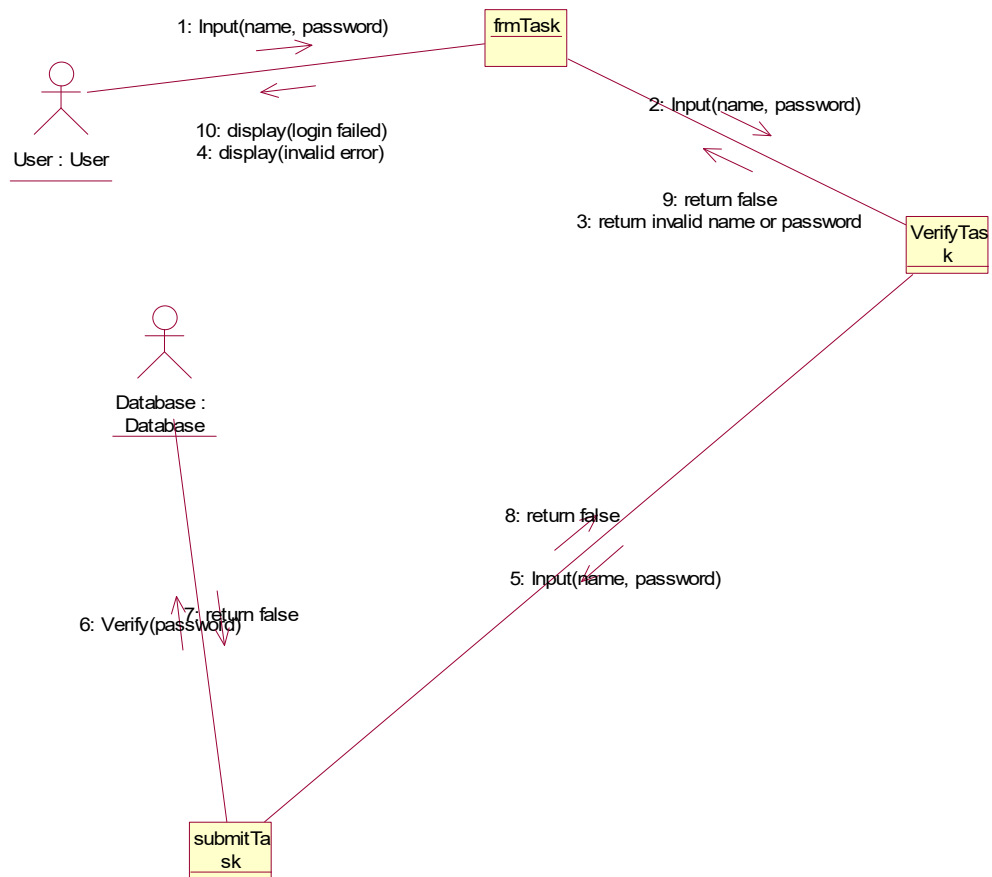 1: Input(name, password)
frmTask
10: display(login failed)
4: display(invalid error)
User : User
2: Input(name, password)
9: return false
3: return invalid name or password
VerifyTas
k
Database :
Database
8: return false
5: Input(name, password)
7: return false
6: Verify(password)
submitTa
sk